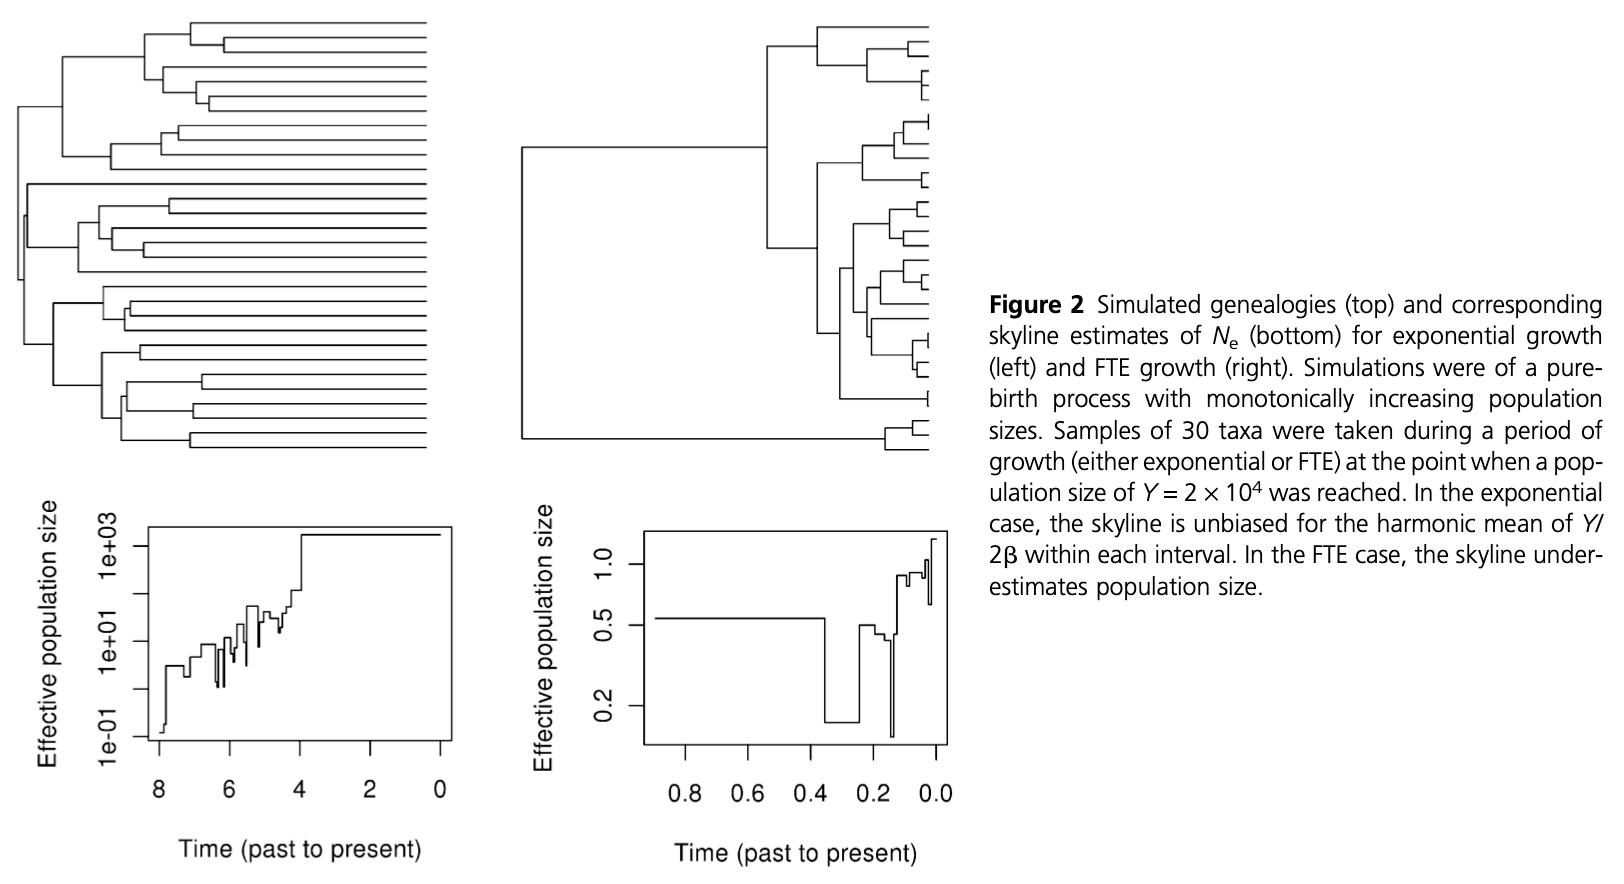 Effective population size
1e+03
1e+01
1e-01
8 6 4 2 0
Time (past to present)
Effective population size
1.0
0.5
0.2
0.8 0.6 0.4 0.2 0.0
Time (past to present)
Figure 2 Simulated genealogies (top) and corresponding
skyline estimates of Ne (bottom) for exponential growth
(left) and FTE growth (right). Simulations were of a pure-
birth process with monotonically increasing population
sizes. Samples of 30 taxa were taken during a period of
growth (either exponential or FTE) at the point when a pop-
ulation size of Y = 2 × 10⁴ was reached. In the exponential
case, the skyline is unbiased for the harmonic mean of Y/
2β within each interval. In the FTE case, the skyline under-
estimates population size.